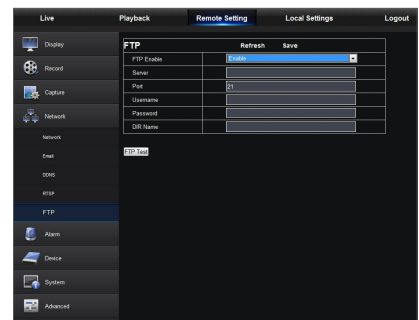 Live Playback Remote Setting Local Settings Logout
Display
Record
Capture
Network
Network
Email
DDNS
RTSP
FTP
Alarm
Device
System
Advanced
FTP Refresh Save
FTP Enable Enable
Server
Port 21
Username
Password
DIR Name
FTP Test